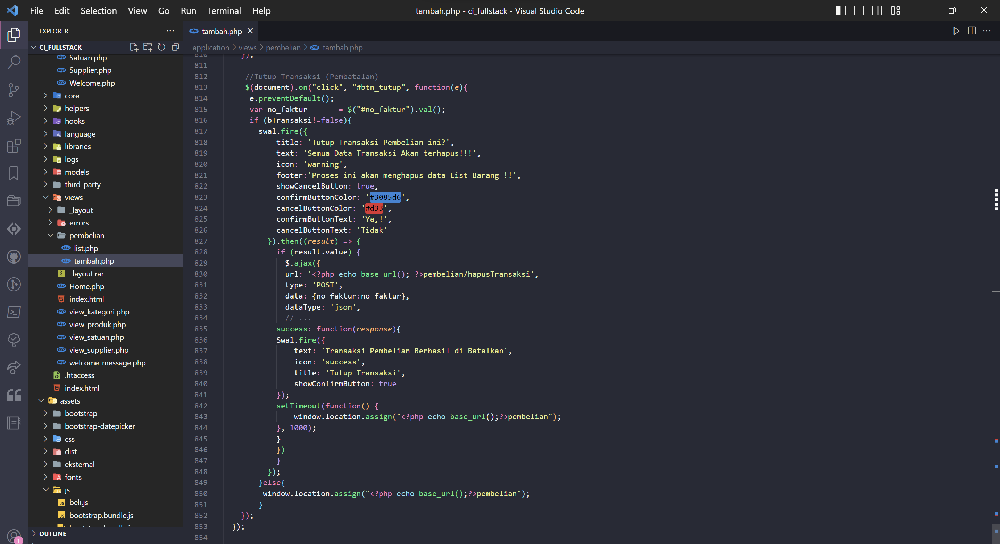 File Edit Selection View Go Run Terminal Help
tambah.php - ci_fullstack - Visual Studio Code
EXPLORER
CI_FULLSTACK
Satuan.php
Supplier.php
Welcome.php
core
helpers
hooks
language
libraries
logs
models
third_party
views
_layout
errors
pembelian
list.php
tambah.php
_layout.rar
Home.php
index.html
view_kategori.php
view_produk.php
view_satuan.php
view_supplier.php
welcome_message.php
.htaccess
index.html
assets
bootstrap
bootstrap-datepicker
css
dist
eksternal
fonts
js
beli.js
bootstrap.bundle.js
OUTLINE
1
tambah.php
application > views > pembelian > tambah.php
810 });
811
812 //Tutup Transaksi (Pembatalan)
813 $(document).on("click", "#btn_tutup", function(e){
814 e.preventDefault();
815 var no_faktur = $("#no_faktur").val();
816 if (bTransaksi!=false){
817 swal.fire({
818 title: 'Tutup Transaksi Pembelian ini?',
819 text: 'Semua Data Transaksi Akan terhapus!!!',
820 icon: 'warning',
821 footer:'Proses ini akan menghapus data List Barang !!',
822 showCancelButton: true,
823 confirmButtonColor: '#3085d6',
824 cancelButtonColor: '#d33',
825 confirmButtonText: 'Ya,!',
826 cancelButtonText: 'Tidak'
827 }).then((result) => {
828 if (result.value) {
829 $.ajax({
830 url: '<?php echo base_url(); ?>pembelian/hapusTransaksi',
831 type: 'POST',
832 data: {no_faktur:no_faktur},
833 dataType: 'json',
834 // ...
835 success: function(response){
836 Swal.fire({
837 text: 'Transaksi Pembelian Berhasil di Batalkan',
838 icon: 'success',
839 title: 'Tutup Transaksi',
840 showConfirmButton: true
841 });
842 setTimeout(function() {
843 window.location.assign("<?php echo base_url();?>pembelian");
844 }, 1000);
845 }
846 })
847 }
848 });
849 }else{
850 window.location.assign("<?php echo base_url();?>pembelian");
851 }
852 });
853 });
854